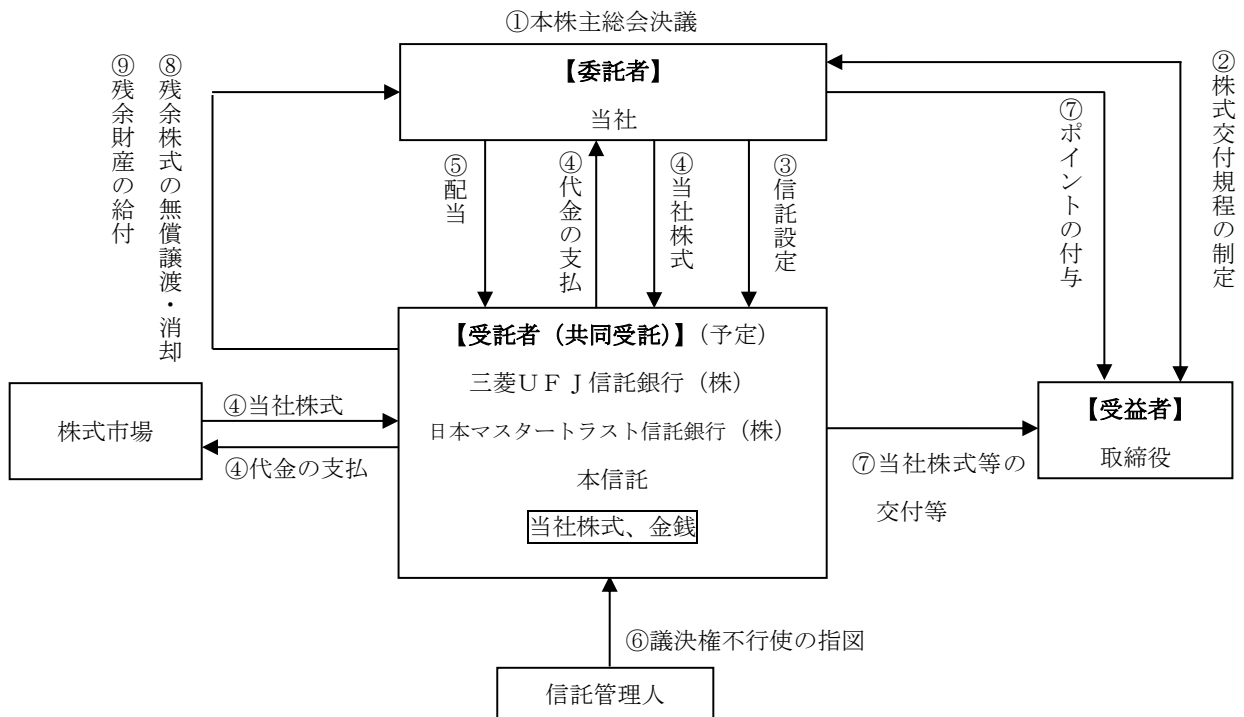 ①本株主総会決議
【委託者】
当社
⑨残余財産の給付
⑧残余株式の無償譲渡・消却
⑤配当
④代金の支払
④当社株式
③信託設定
⑦ポイントの付与
②株式交付規程の制定
【受託者（共同受託）】（予定）
三菱ＵＦＪ信託銀行（株）
日本マスタートラスト信託銀行（株）
本信託
当社株式、金銭
株式市場
④当社株式
④代金の支払
【受益者】
取締役
⑦当社株式等の
交付等
⑥議決権不行使の指図
信託管理人